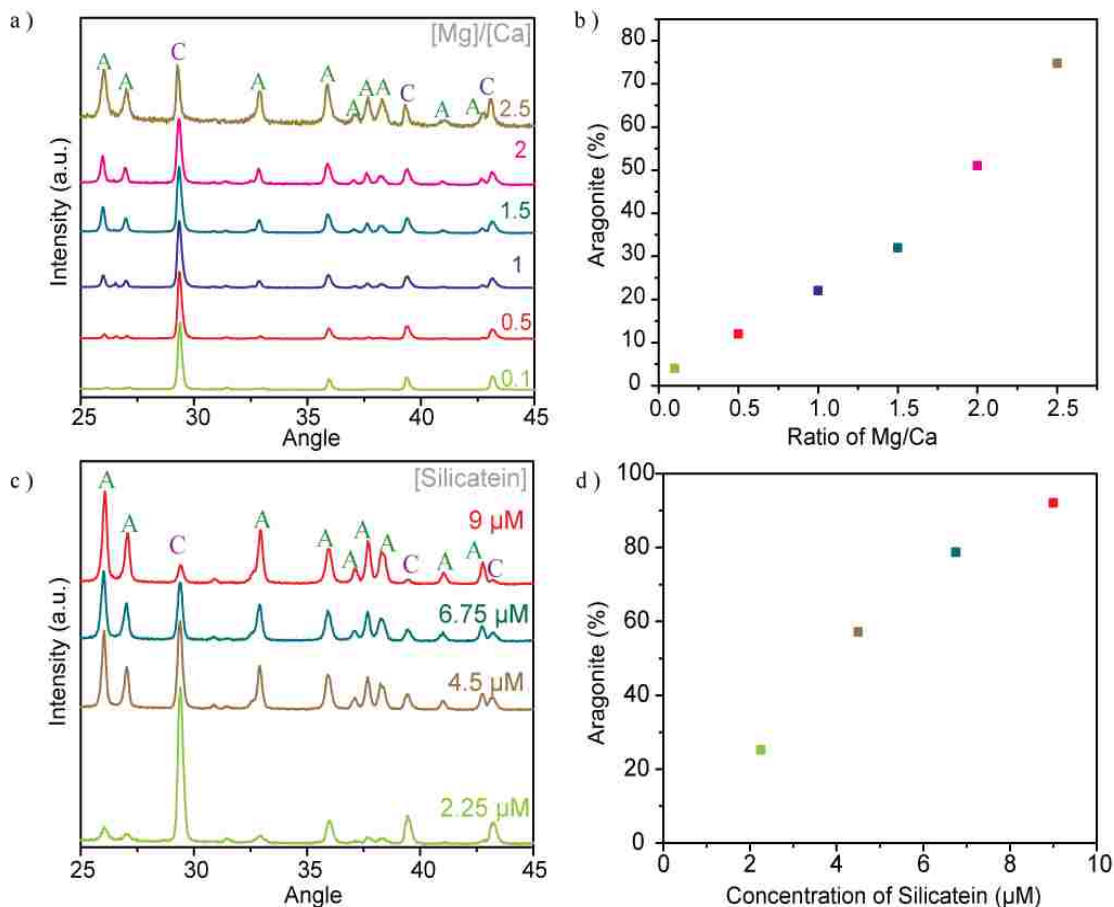 a )
[Mg]/[Ca]
A
A
C
A
A
A
A
A
C
A
A
C
2.5
2
1.5
1
0.5
0.1
Intensity (a.u.)
25
30
35
40
45
Angle
b )
80
70
60
50
40
30
20
10
0
Aragonite (%)
0.0
0.5
1.0
1.5
2.0
2.5
Ratio of Mg/Ca
c )
[Silicatein]
A
A
C
A
A
A
A
A
C
A
A
C
9 µM
6.75 µM
4.5 µM
2.25 µM
Intensity (a.u.)
25
30
35
40
45
Angle
d )
100
80
60
40
20
0
Aragonite (%)
0
2
4
6
8
10
Concentration of Silicatein (µM)